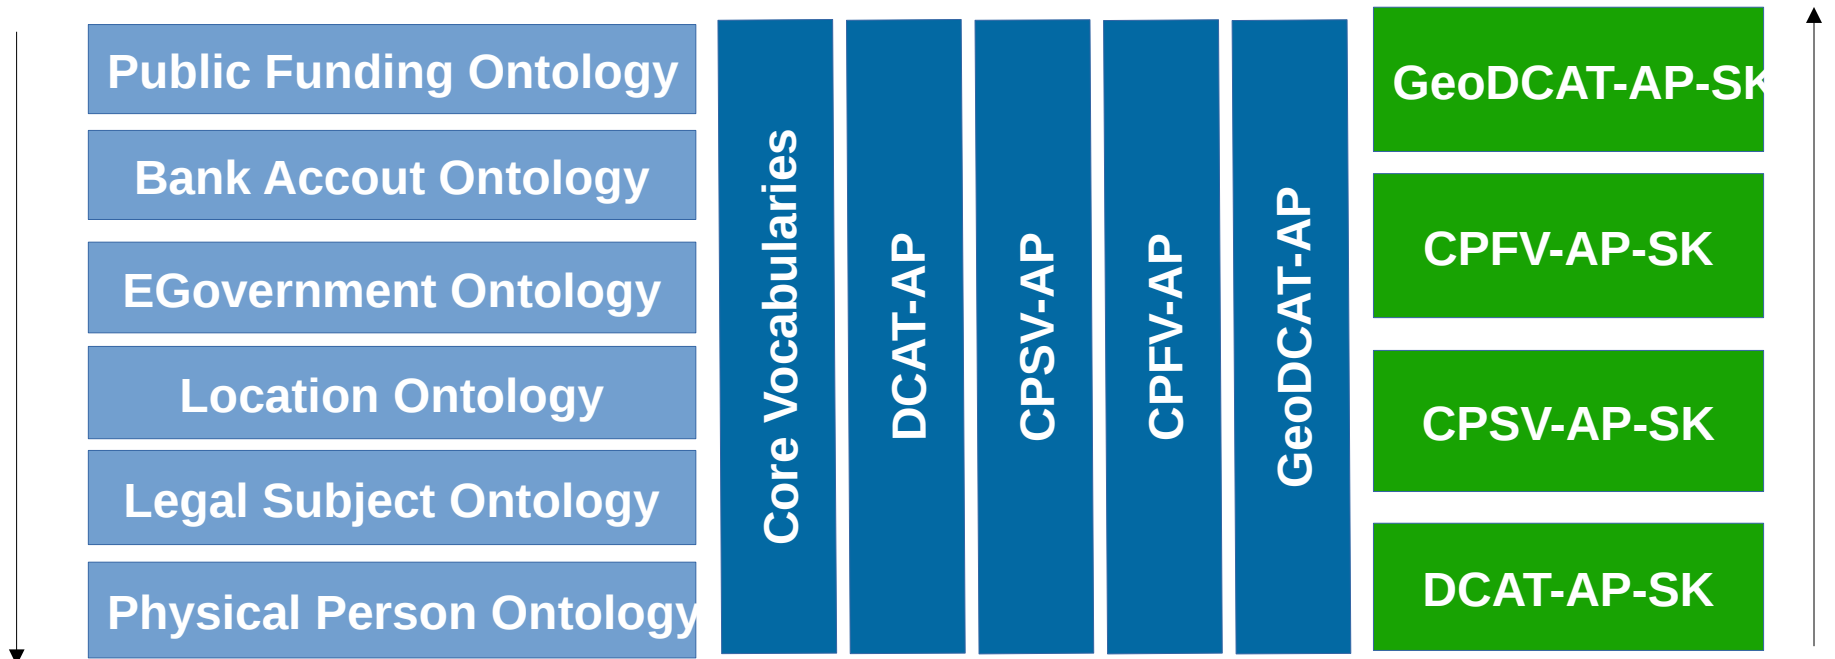 Public Funding Ontology
Bank Accout Ontology
EGovernment Ontology
Location Ontology
Legal Subject Ontology
Physical Person Ontology
Core Vocabularies
DCAT-AP
CPSV-AP
CPFV-AP
GeoDCAT-AP
GeoDCAT-AP-SK
CPFV-AP-SK
CPSV-AP-SK
DCAT-AP-SK